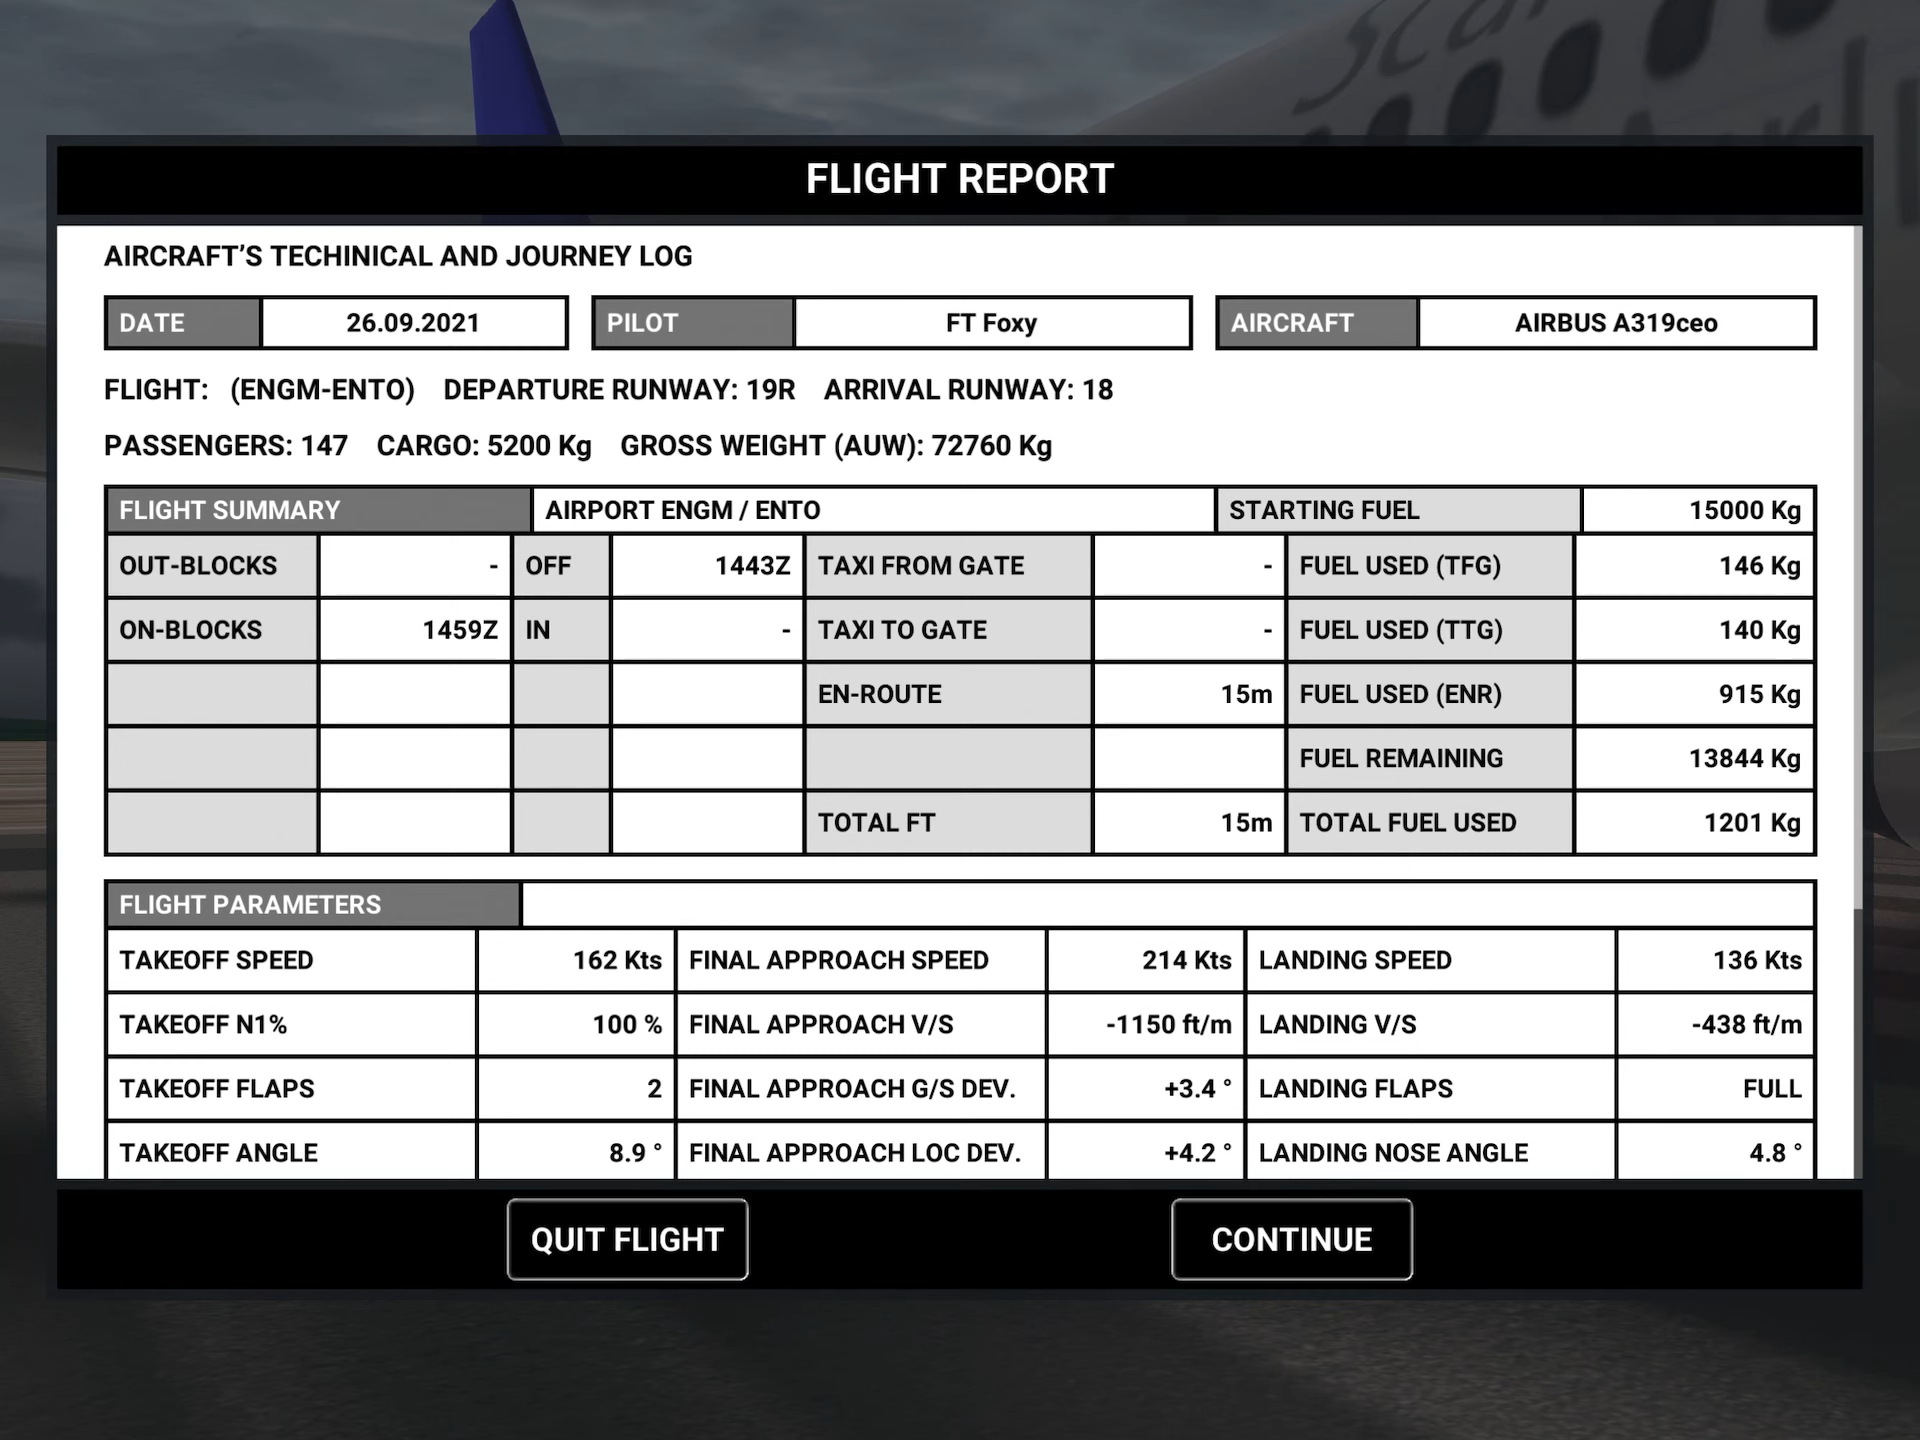 Sca
FLIGHT REPORT
AIRCRAFT'S TECHINICAL AND JOURNEY LOG
DATE 26.09.2021 PILOT FT Foxy AIRCRAFT AIRBUS A319ceo
FLIGHT: (ENGM-ENTO) DEPARTURE RUNWAY: 19R ARRIVAL RUNWAY: 18
PASSENGERS: 147 CARGO: 5200 Kg GROSS WEIGHT (AUW): 72760 Kg
FLIGHT SUMMARY AIRPORT ENGM / ENTO STARTING FUEL 15000 Kg
OUT-BLOCKS - OFF 1443Z TAXI FROM GATE - FUEL USED (TFG) 146 Kg
ON-BLOCKS 1459Z IN - TAXI TO GATE - FUEL USED (TTG) 140 Kg
EN-ROUTE 15m FUEL USED (ENR) 915 Kg
FUEL REMAINING 13844 Kg
TOTAL FT 15m TOTAL FUEL USED 1201 Kg
FLIGHT PARAMETERS
TAKEOFF SPEED 162 Kts FINAL APPROACH SPEED 214 Kts LANDING SPEED 136 Kts
TAKEOFF N1% 100 % FINAL APPROACH V/S -1150 ft/m LANDING V/S -438 ft/m
TAKEOFF FLAPS 2 FINAL APPROACH G/S DEV. +3.4 ° LANDING FLAPS FULL
TAKEOFF ANGLE 8.9 ° FINAL APPROACH LOC DEV. +4.2 ° LANDING NOSE ANGLE 4.8 °
QUIT FLIGHT CONTINUE